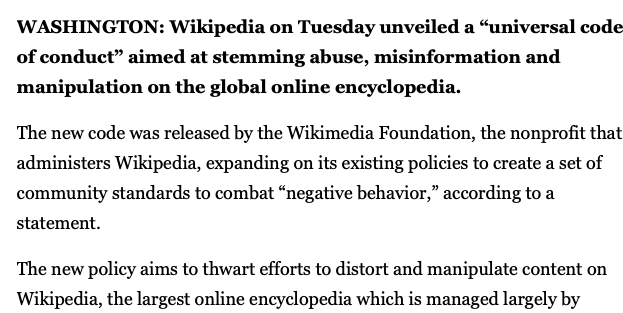 WASHINGTON: Wikipedia on Tuesday unveiled a “universal code
of conduct” aimed at stemming abuse, misinformation and
manipulation on the global online encyclopedia.
The new code was released by the Wikimedia Foundation, the nonprofit that
administers Wikipedia, expanding on its existing policies to create a set of
community standards to combat “negative behavior,” according to a
statement.
The new policy aims to thwart efforts to distort and manipulate content on
Wikipedia, the largest online encyclopedia which is managed largely by